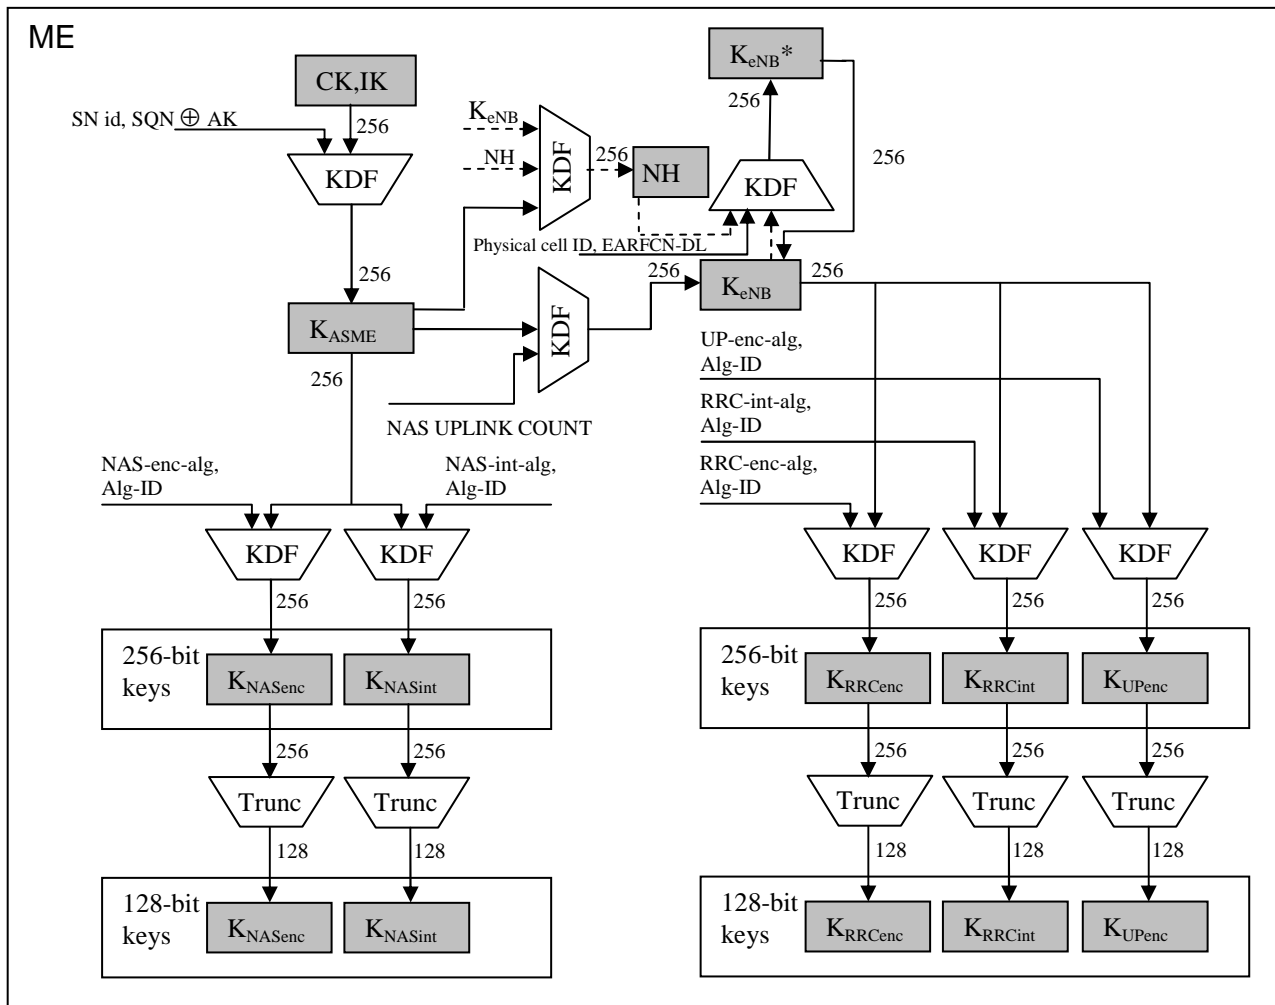 ME
CK,IK
KeNB*
SN id, SQN ⊕ AK
256
KeNB
256
256
NH
256
KDF
NH
KDF
KDF
256
Physical cell ID, EARFCN-DL
256
256
KeNB
256
KASME
KDF
256
UP-enc-alg,
Alg-ID
NAS UPLINK COUNT
RRC-int-alg,
Alg-ID
NAS-enc-alg,
Alg-ID
NAS-int-alg,
Alg-ID
RRC-enc-alg,
Alg-ID
KDF
KDF
KDF
KDF
KDF
256
256
256
256
256
256-bit
keys
KNASenc
KNASint
256-bit
keys
KRRCenc
KRRCint
KUPenc
256
256
256
256
256
Trunc
Trunc
Trunc
Trunc
Trunc
128
128
128
128
128
128-bit
keys
KNASenc
KNASint
128-bit
keys
KRRCenc
KRRCint
KUPenc